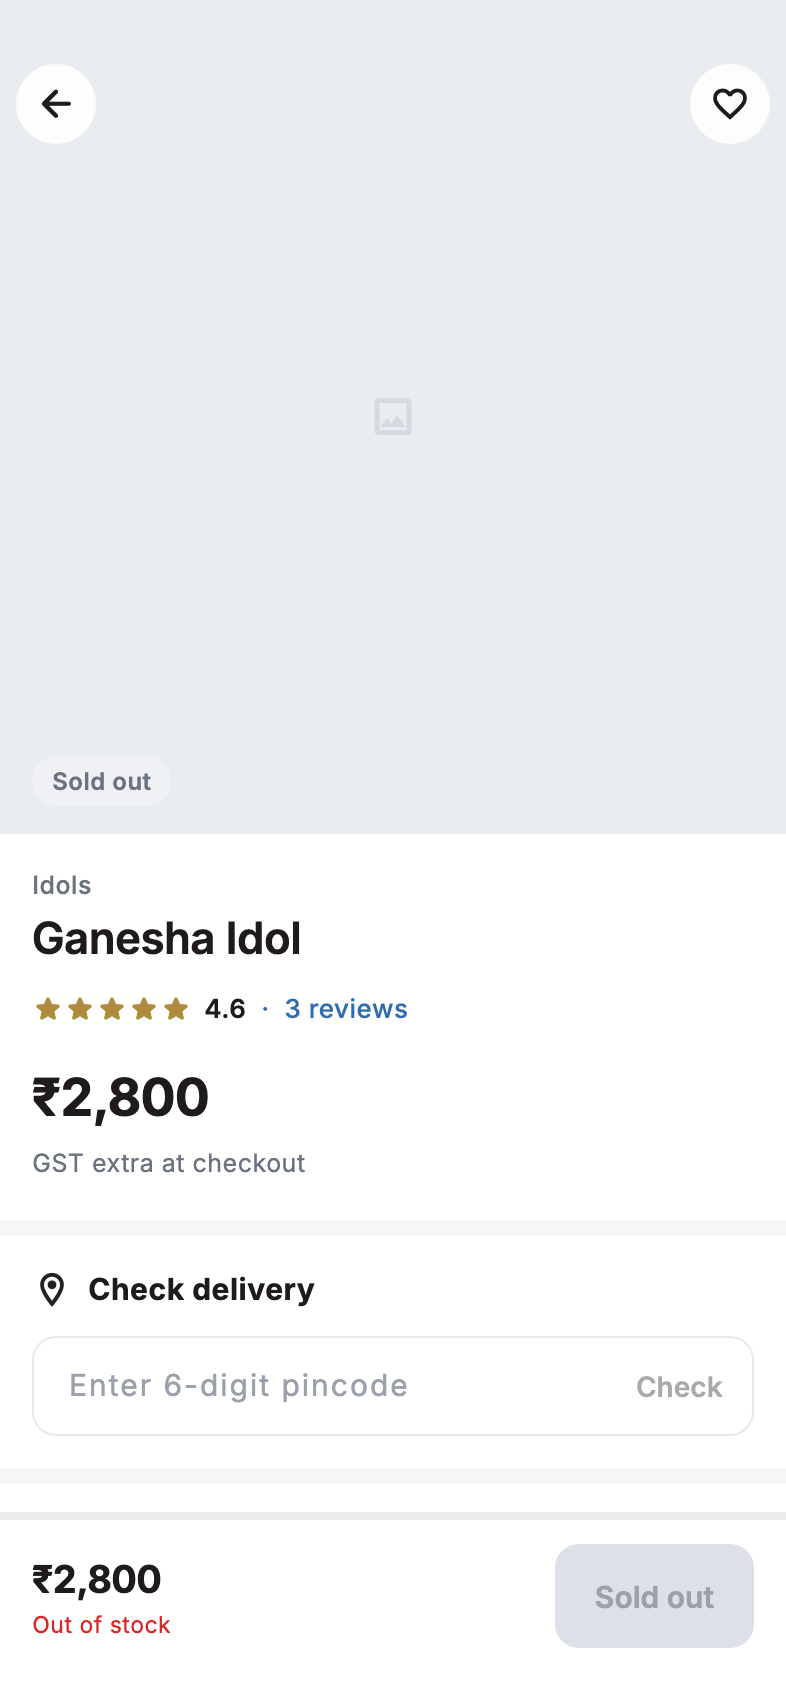 Sold out
Idols
Ganesha Idol
4.6 · 3 reviews
₹2,800
GST extra at checkout
Check delivery
Enter 6-digit pincode Check
₹2,800
Out of stock
Sold out